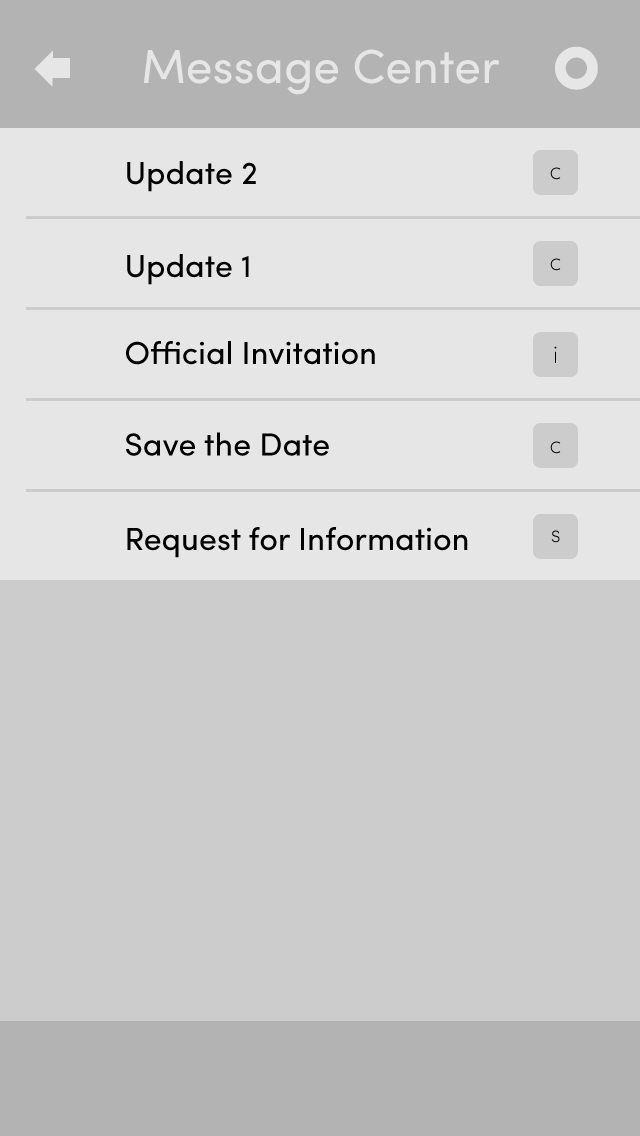 Message Center
Update 2 c
Update 1 c
Official Invitation i
Save the Date c
Request for Information s